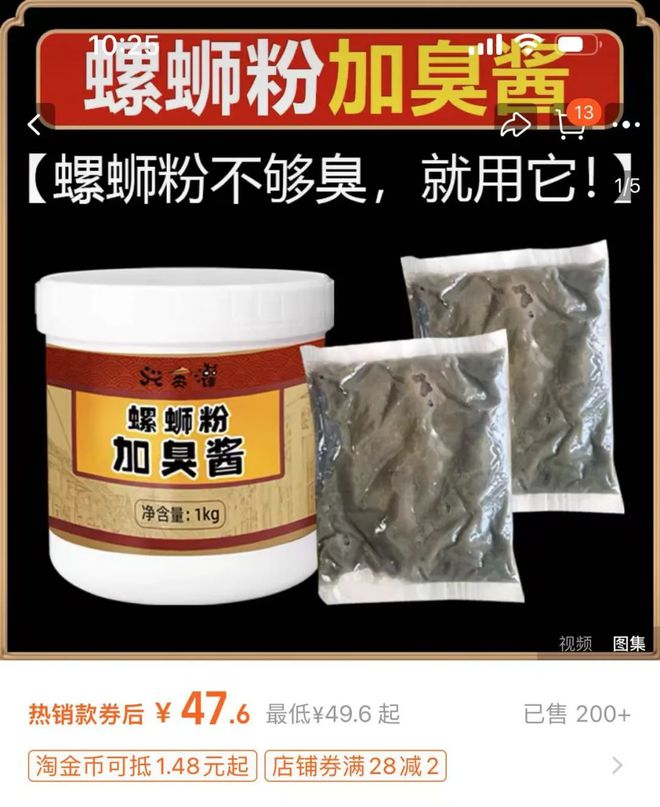 10:25
螺蛳粉加臭酱
13
【螺蛳粉不够臭，就用它！】
1/5
螺蛳粉
加臭酱
净含量：1kg
视频 图集
热销款券后 ¥47.6 最低¥49.6 起 已售 200+
淘金币可抵1.48元起 店铺券满28减2